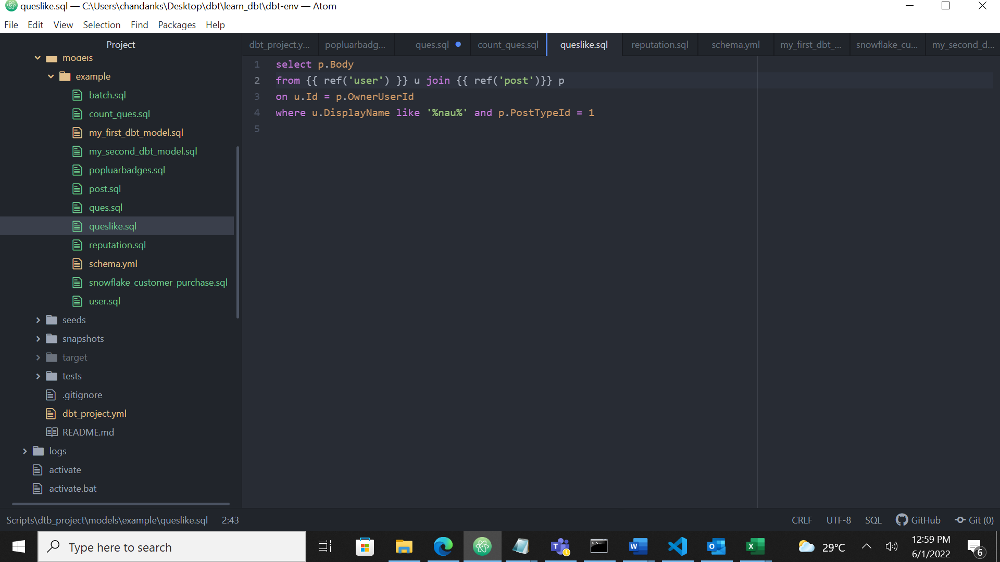 queslike.sql — C:\Users\chandanks\Desktop\dbt\learn_dbt\dbt-env — Atom
File Edit View Selection Find Packages Help
Project
models
example
batch.sql
count_ques.sql
my_first_dbt_model.sql
my_second_dbt_model.sql
popluarbadges.sql
post.sql
ques.sql
queslike.sql
reputation.sql
schema.yml
snowflake_customer_purchase.sql
user.sql
seeds
snapshots
target
tests
.gitignore
dbt_project.yml
README.md
logs
activate
activate.bat
dbt_project.y... popluarbadg... ques.sql count_ques.sql queslike.sql reputation.sql schema.yml my_first_dbt_... snowflake_cu... my_second_d...
1 select p.Body
2 from {{ ref('user') }} u join {{ ref('post')}} p
3 on u.Id = p.OwnerUserId
4 where u.DisplayName like '%nau%' and p.PostTypeId = 1
5
Scripts\dtb_project\models\example\queslike.sql 2:43 CRLF UTF-8 SQL GitHub Git (0)
Type here to search
29°C
12:59 PM
6/1/2022
6